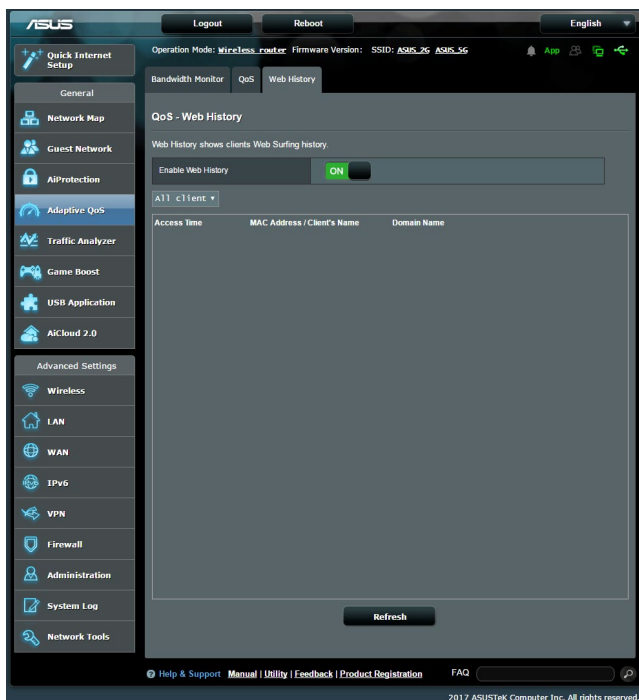 ASUS
Logout
Reboot
English
Quick Internet
Setup
Operation Mode: Wireless router Firmware Version: SSID: ASUS_2G ASUS_5G
App
Bandwidth Monitor
QoS
Web History
General
Network Map
Guest Network
AiProtection
Adaptive QoS
Traffic Analyzer
Game Boost
USB Application
AiCloud 2.0
Advanced Settings
Wireless
LAN
WAN
IPv6
VPN
Firewall
Administration
System Log
Network Tools
QoS - Web History
Web History shows clients Web Surfing history.
Enable Web History
ON
All client
Access Time
MAC Address / Client's Name
Domain Name
Refresh
Help & Support Manual | Utility | Feedback | Product Registration
FAQ
2017 ASUSTeK Computer Inc. All rights reserved